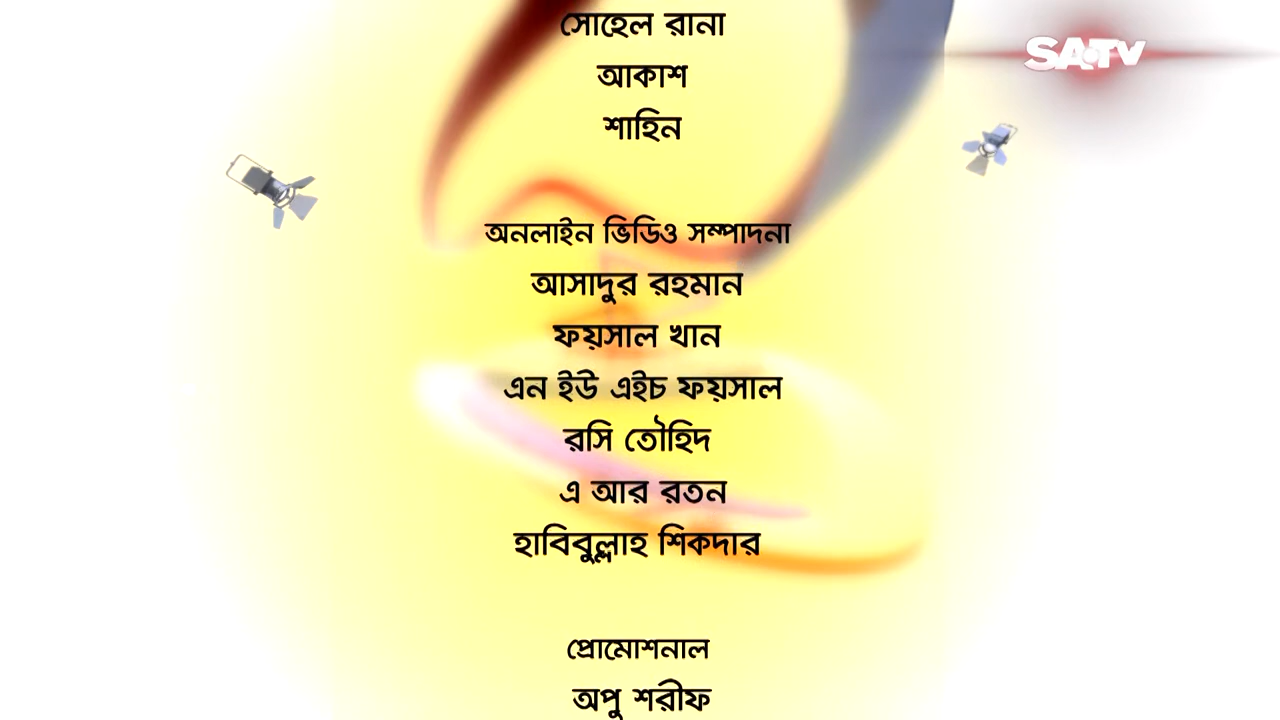 সোহেল রানা
SATV
আকাশ
শাহিন
অনলাইন ভিডিও সম্পাদনা
আসাদুর রহমান
ফয়সাল খান
এন ইউ এইচ ফয়সাল
রসি তৌহিদ
এ আর রতন
হাবিবুল্লাহ শিকদার
প্রোমোশনাল
অপু শরীফ